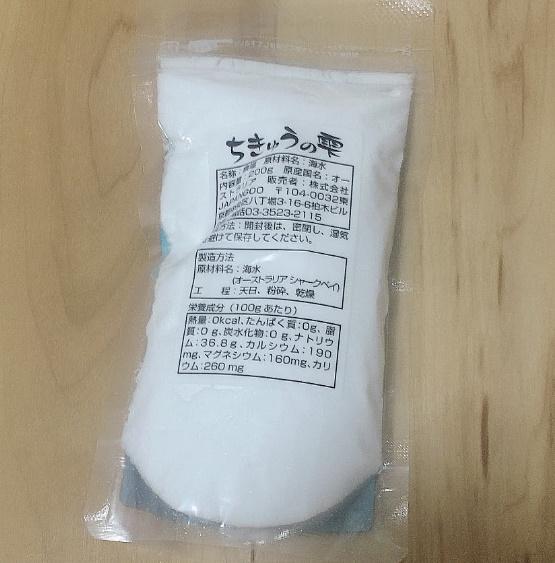 ちきゅうの雫
名称：食塩 原材料名：海水
内容量：200g 原産国名：オー
ストラリア 販売者：株式会社
JAPANGOO 〒104-0032東
八丁堀3-16-6柏木ビル
03-3523-2115
方法：開封後は、密閉し、湿気
避けて保存してください。
製造方法
原材料名：海水
(オーストラリア シャークベイ)
工 程：天日、粉砕、乾燥
栄養成分（100gあたり）
熱量：0kcal、たんぱく質：0g、脂
質：0g、炭水化物：0g、ナトリウ
ム：36.8g、カルシウム：190
mg、マグネシウム：160mg、カリ
ウム：260mg